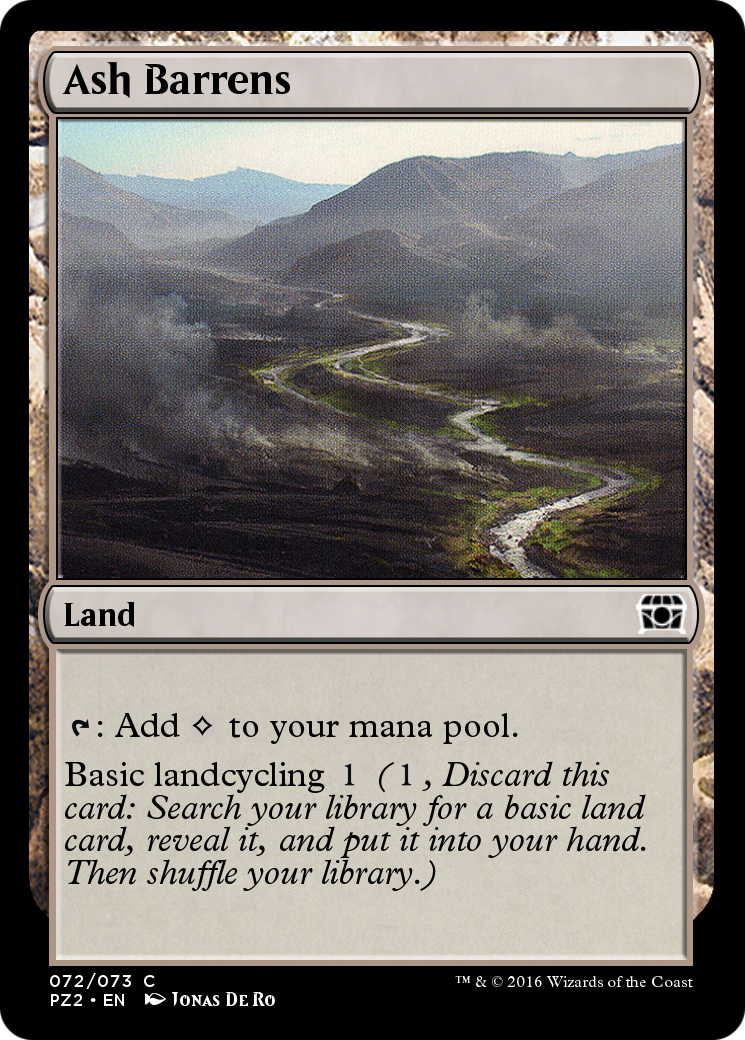 Ash Barrens
Land
: Add to your mana pool.
Basic landcycling 1 (1, Discard this
card: Search your library for a basic land
card, reveal it, and put it into your hand.
Then shuffle your library.)
072/073 C
PZ2 • EN Jonas De Ro
™ & © 2016 Wizards of the Coast